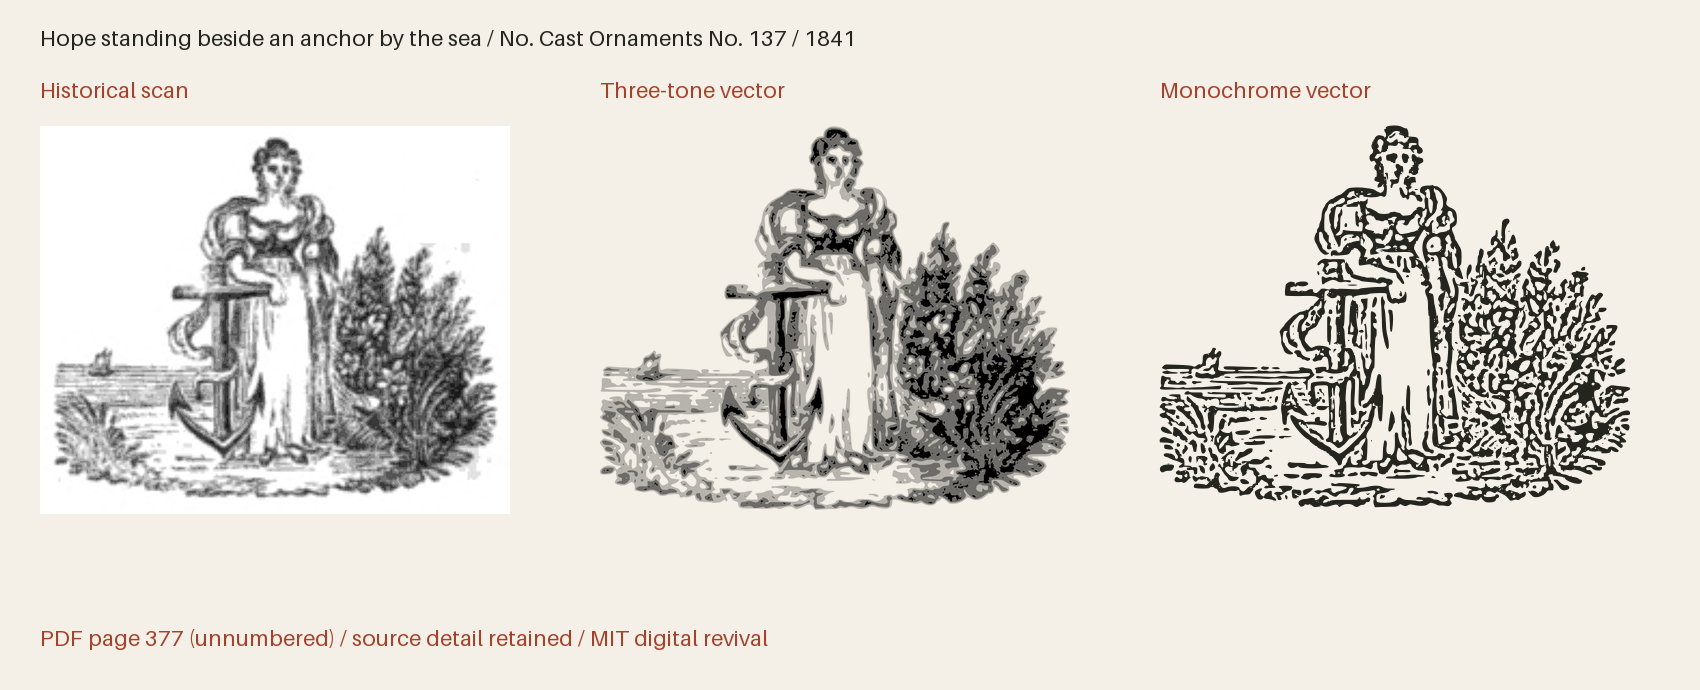 Hope standing beside an anchor by the sea / No. Cast Ornaments No. 137 / 1841
Historical scan
Three-tone vector
Monochrome vector
PDF page 377 (unnumbered) / source detail retained / MIT digital revival